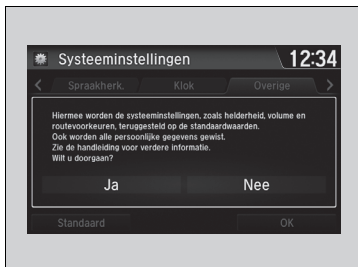 Systeeminstellingen 12:34
Spraakherk. Klok Overige
Hiermee worden de systeeminstellingen, zoals helderheid, volume en
routevoorkeuren, teruggesteld op de standaardwaarden.
Ook worden alle persoonlijke gegevens gewist.
Zie de handleiding voor verdere informatie.
Wilt u doorgaan?
Ja Nee
Standaard OK